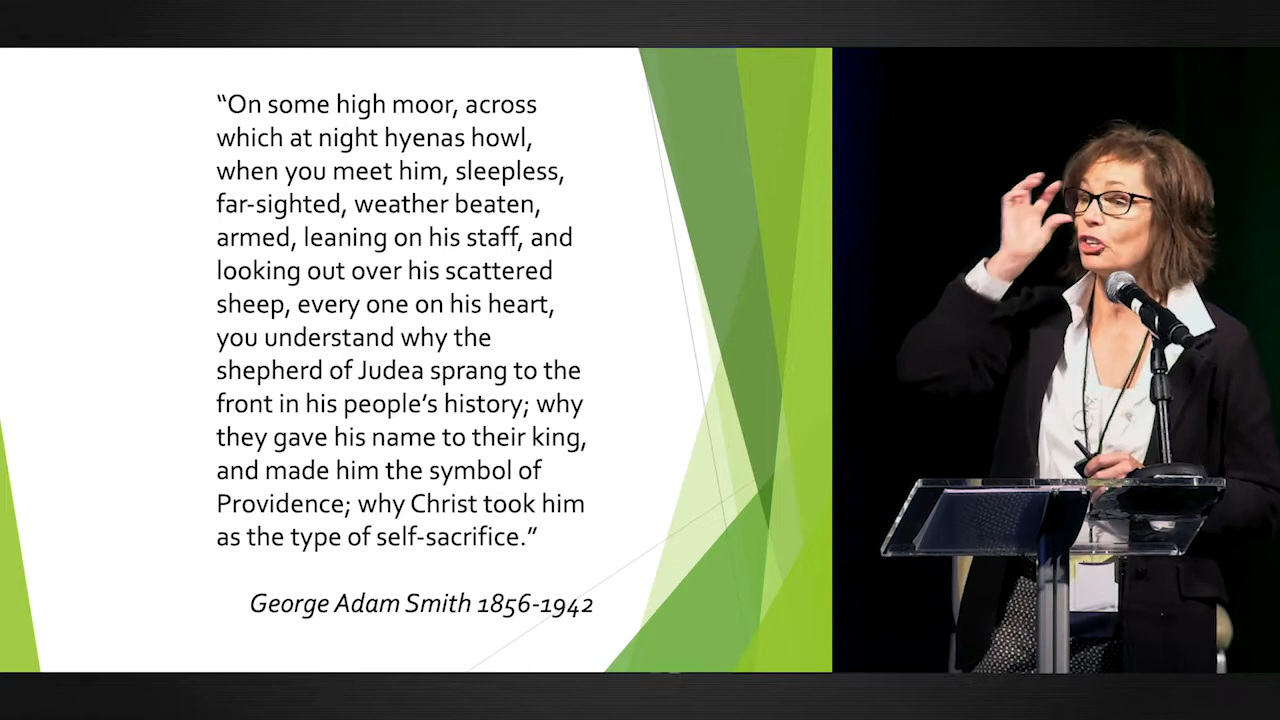 “On some high moor, across
which at night hyenas howl,
when you meet him, sleepless,
far-sighted, weather beaten,
armed, leaning on his staff, and
looking out over his scattered
sheep, every one on his heart,
you understand why the
shepherd of Judea sprang to the
front in his people’s history; why
they gave his name to their king,
and made him the symbol of
Providence; why Christ took him
as the type of self-sacrifice.”
George Adam Smith 1856-1942